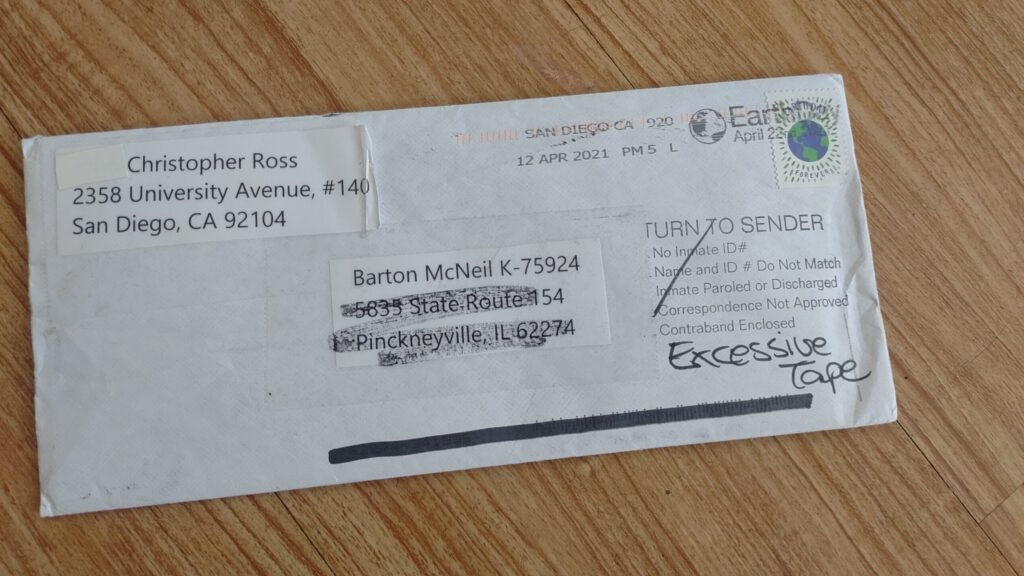 Christopher Ross
2358 University Avenue, #140
San Diego, CA 92104
SAN DIEGO CA 920
12 APR 2021 PM 5 L
April 22
FOREVER
Barton McNeil K-75924
5835 State Route 154
Pinckneyville, IL 62274
TURN TO SENDER
No Inmate ID#
Name and ID # Do Not Match
Inmate Paroled or Discharged
Correspondence Not Approved
Contraband Enclosed
Excessive
Tape